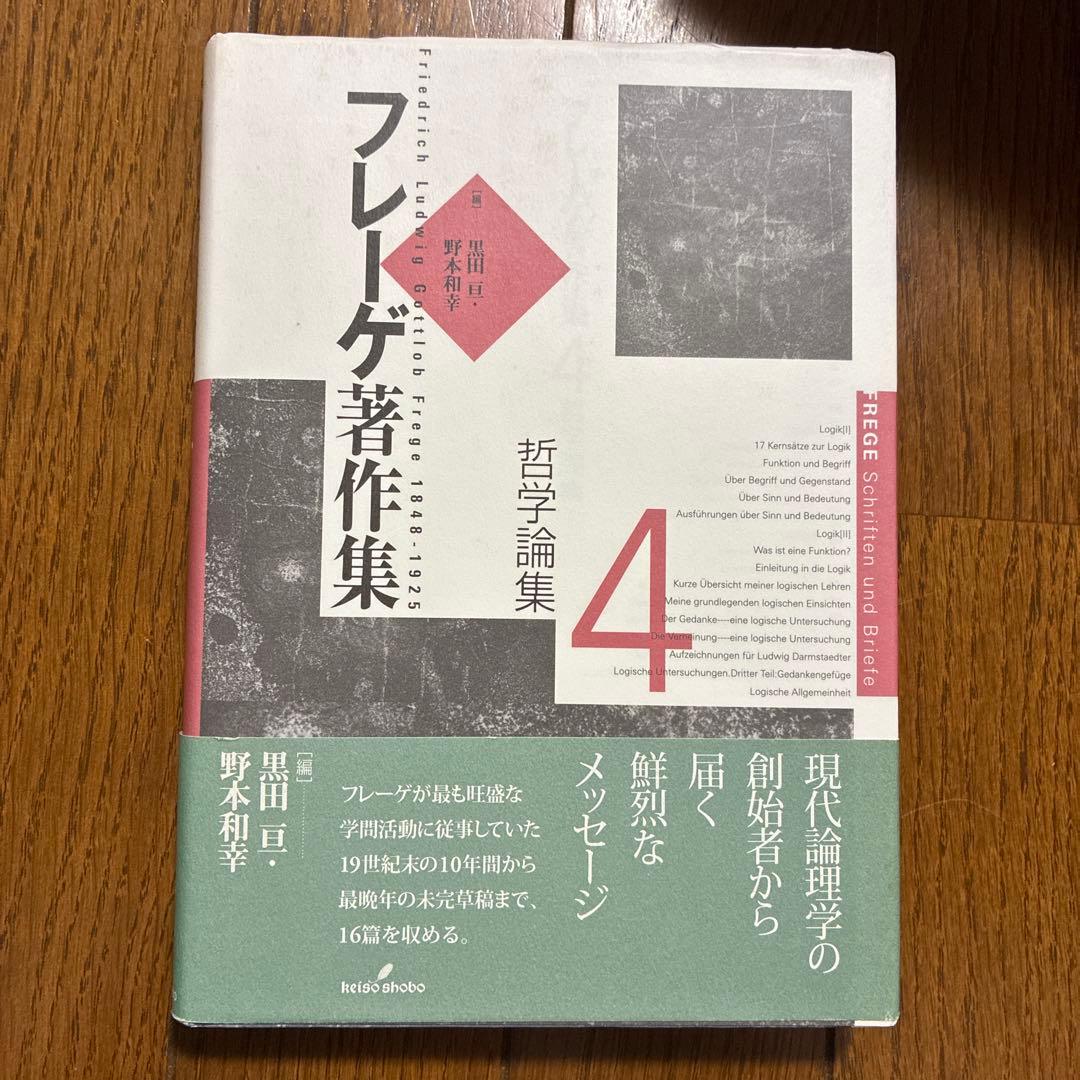 フレーゲ著作集
Friedrich Ludwig Gottlob Frege 1848-1925
[編]
黒田 亘・
野本和幸
哲学論集
4
FREGE Schriften und Briefe
Logik[I]
17 Kernsätze zur Logik
Funktion und Begriff
Über Begriff und Gegenstand
Über Sinn und Bedeutung
Ausführungen über Sinn und Bedeutung
Logik[II]
Was ist eine Funktion?
Einleitung in die Logik
Kurze Übersicht meiner logischen Lehren
Meine grundlegenden logischen Einsichten
Der Gedanke----eine logische Untersuchung
Die Verneinung----eine logische Untersuchung
Aufzeichnungen für Ludwig Darmstaedter
Logische Untersuchungen.Dritter Teil:Gedankengefüge
Logische Allgemeinheit
現代論理学の
創始者から
届く
鮮烈な
メッセージ
フレーゲが最も旺盛な
学問活動に従事していた
19世紀末の10年間から
最晩年の未完草稿まで、
16篇を収める。
[編]
黒田 亘・
野本和幸
keiso shobo